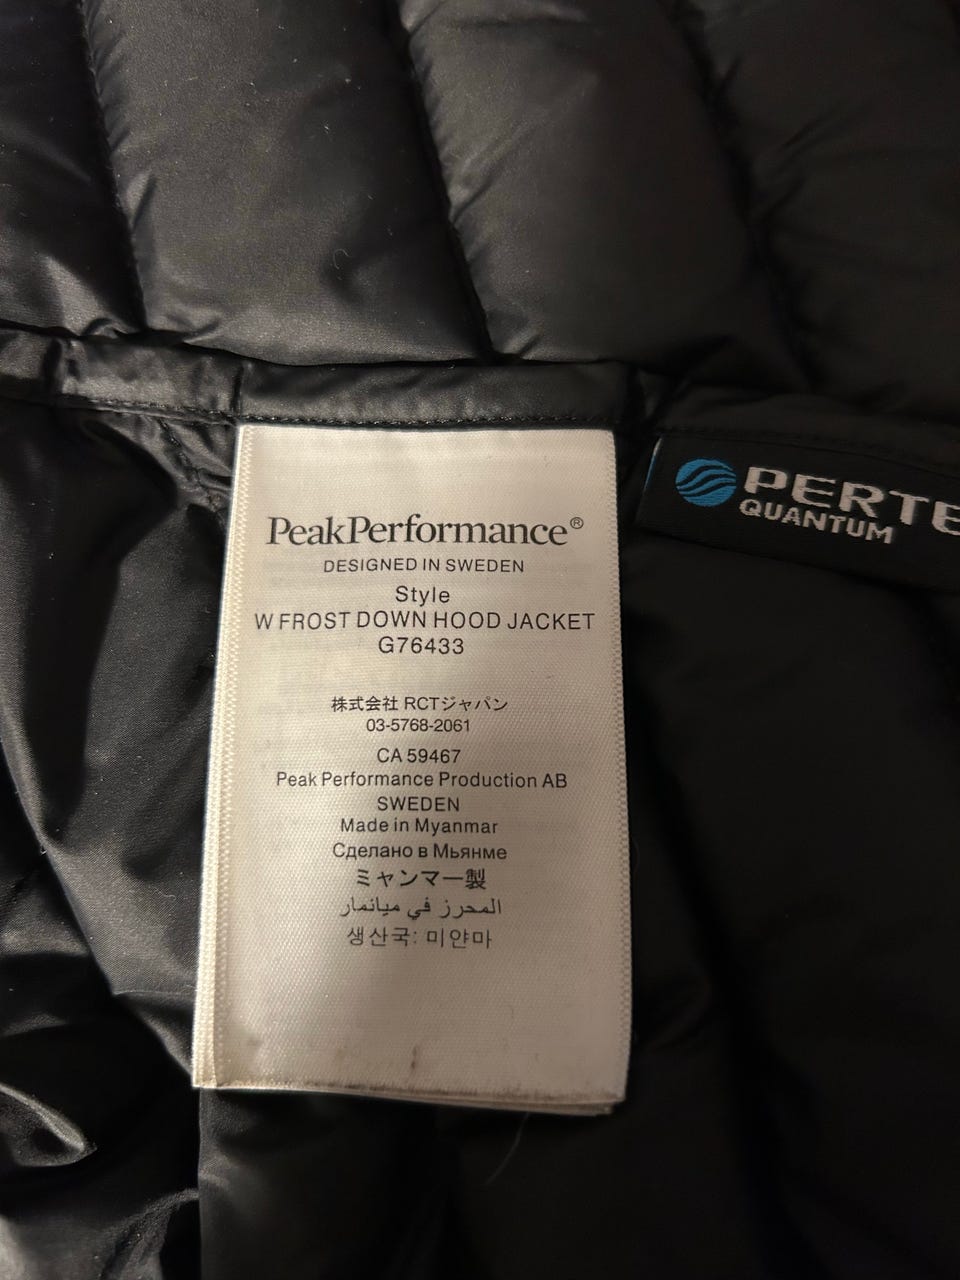 PeakPerformance®
DESIGNED IN SWEDEN
Style
W FROST DOWN HOOD JACKET
G76433
株式会社 RCTジャパン
03-5768-2061
CA 59467
Peak Performance Production AB
SWEDEN
Made in Myanmar
Сделано в Мьянме
ミャンマー製
المحرز في ميانمار
생산국: 미얀마
PERTE
QUANTUM